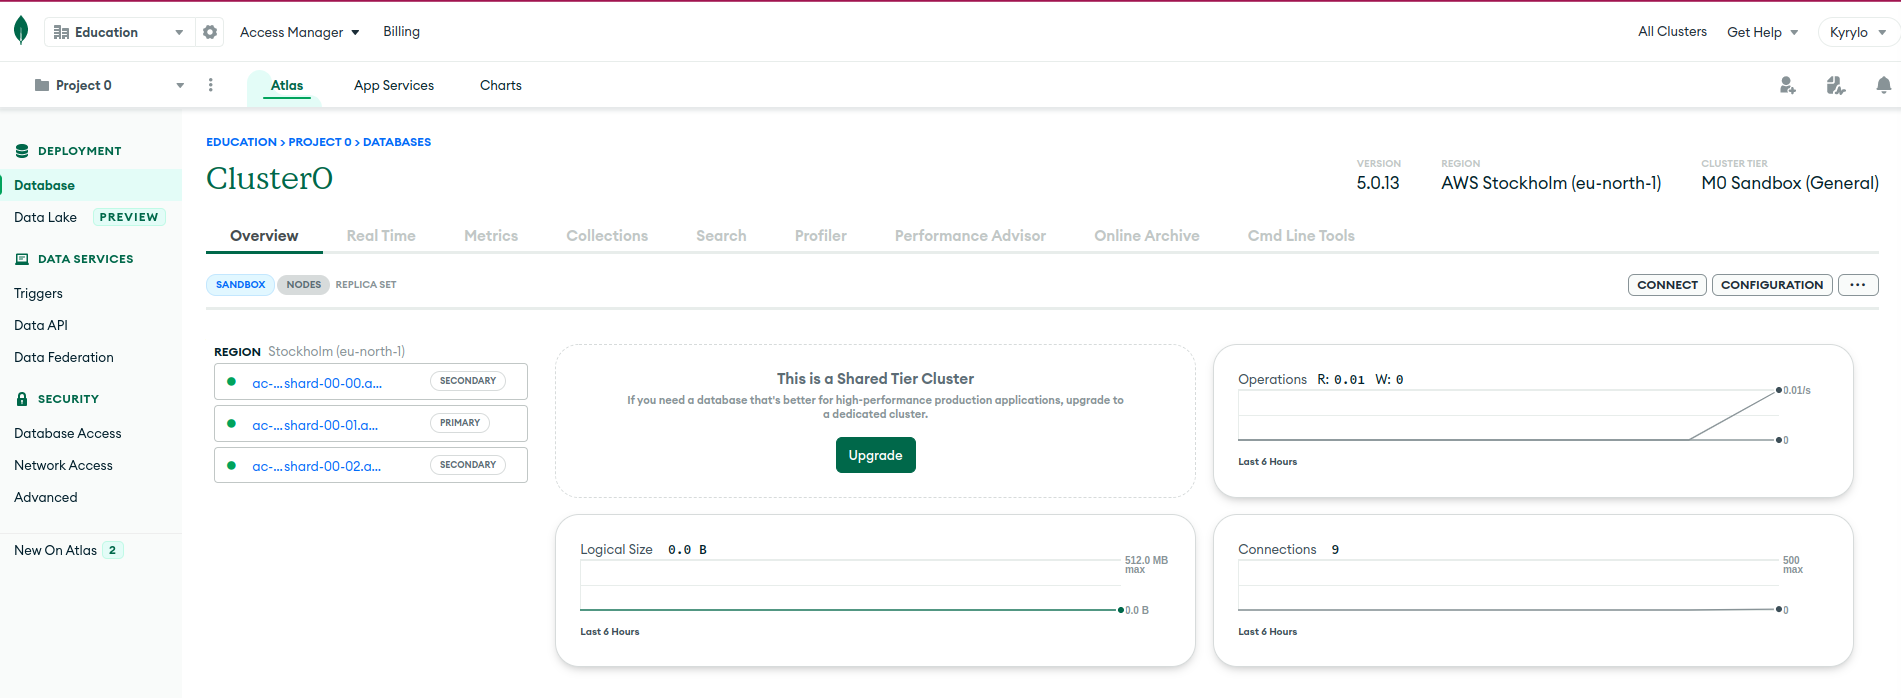 Education
Access Manager
Billing
All Clusters
Get Help
Kyrylo
Project 0
Atlas
App Services
Charts
DEPLOYMENT
Database
Data Lake PREVIEW
DATA SERVICES
Triggers
Data API
Data Federation
SECURITY
Database Access
Network Access
Advanced
New On Atlas 2
EDUCATION > PROJECT 0 > DATABASES
Cluster0
VERSION
5.0.13
REGION
AWS Stockholm (eu-north-1)
CLUSTER TIER
M0 Sandbox (General)
Overview
Real Time
Metrics
Collections
Search
Profiler
Performance Advisor
Online Archive
Cmd Line Tools
SANDBOX NODES REPLICA SET
CONNECT
CONFIGURATION
...
REGION Stockholm (eu-north-1)
ac-...shard-00-00.a... SECONDARY
ac-...shard-00-01.a... PRIMARY
ac-...shard-00-02.a... SECONDARY
This is a Shared Tier Cluster
If you need a database that's better for high-performance production applications, upgrade to
a dedicated cluster.
Upgrade
Operations R: 0.01 W: 0
0.01/s
0
Last 6 Hours
Logical Size 0.0 B
512.0 MB
max
0.0 B
Last 6 Hours
Connections 9
500
max
0
Last 6 Hours